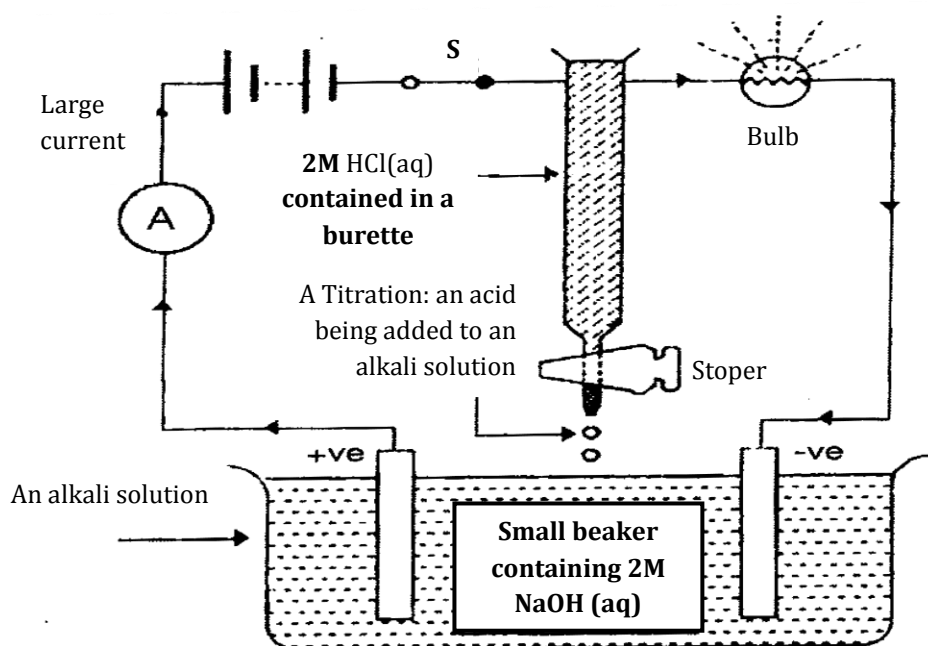 S
Large
current
Bulb
2M HCl(aq)
contained in a
burette
A
A Titration: an acid
being added to an
alkali solution
Stoper
+ve
-ve
An alkali solution
Small beaker
containing 2M
NaOH (aq)